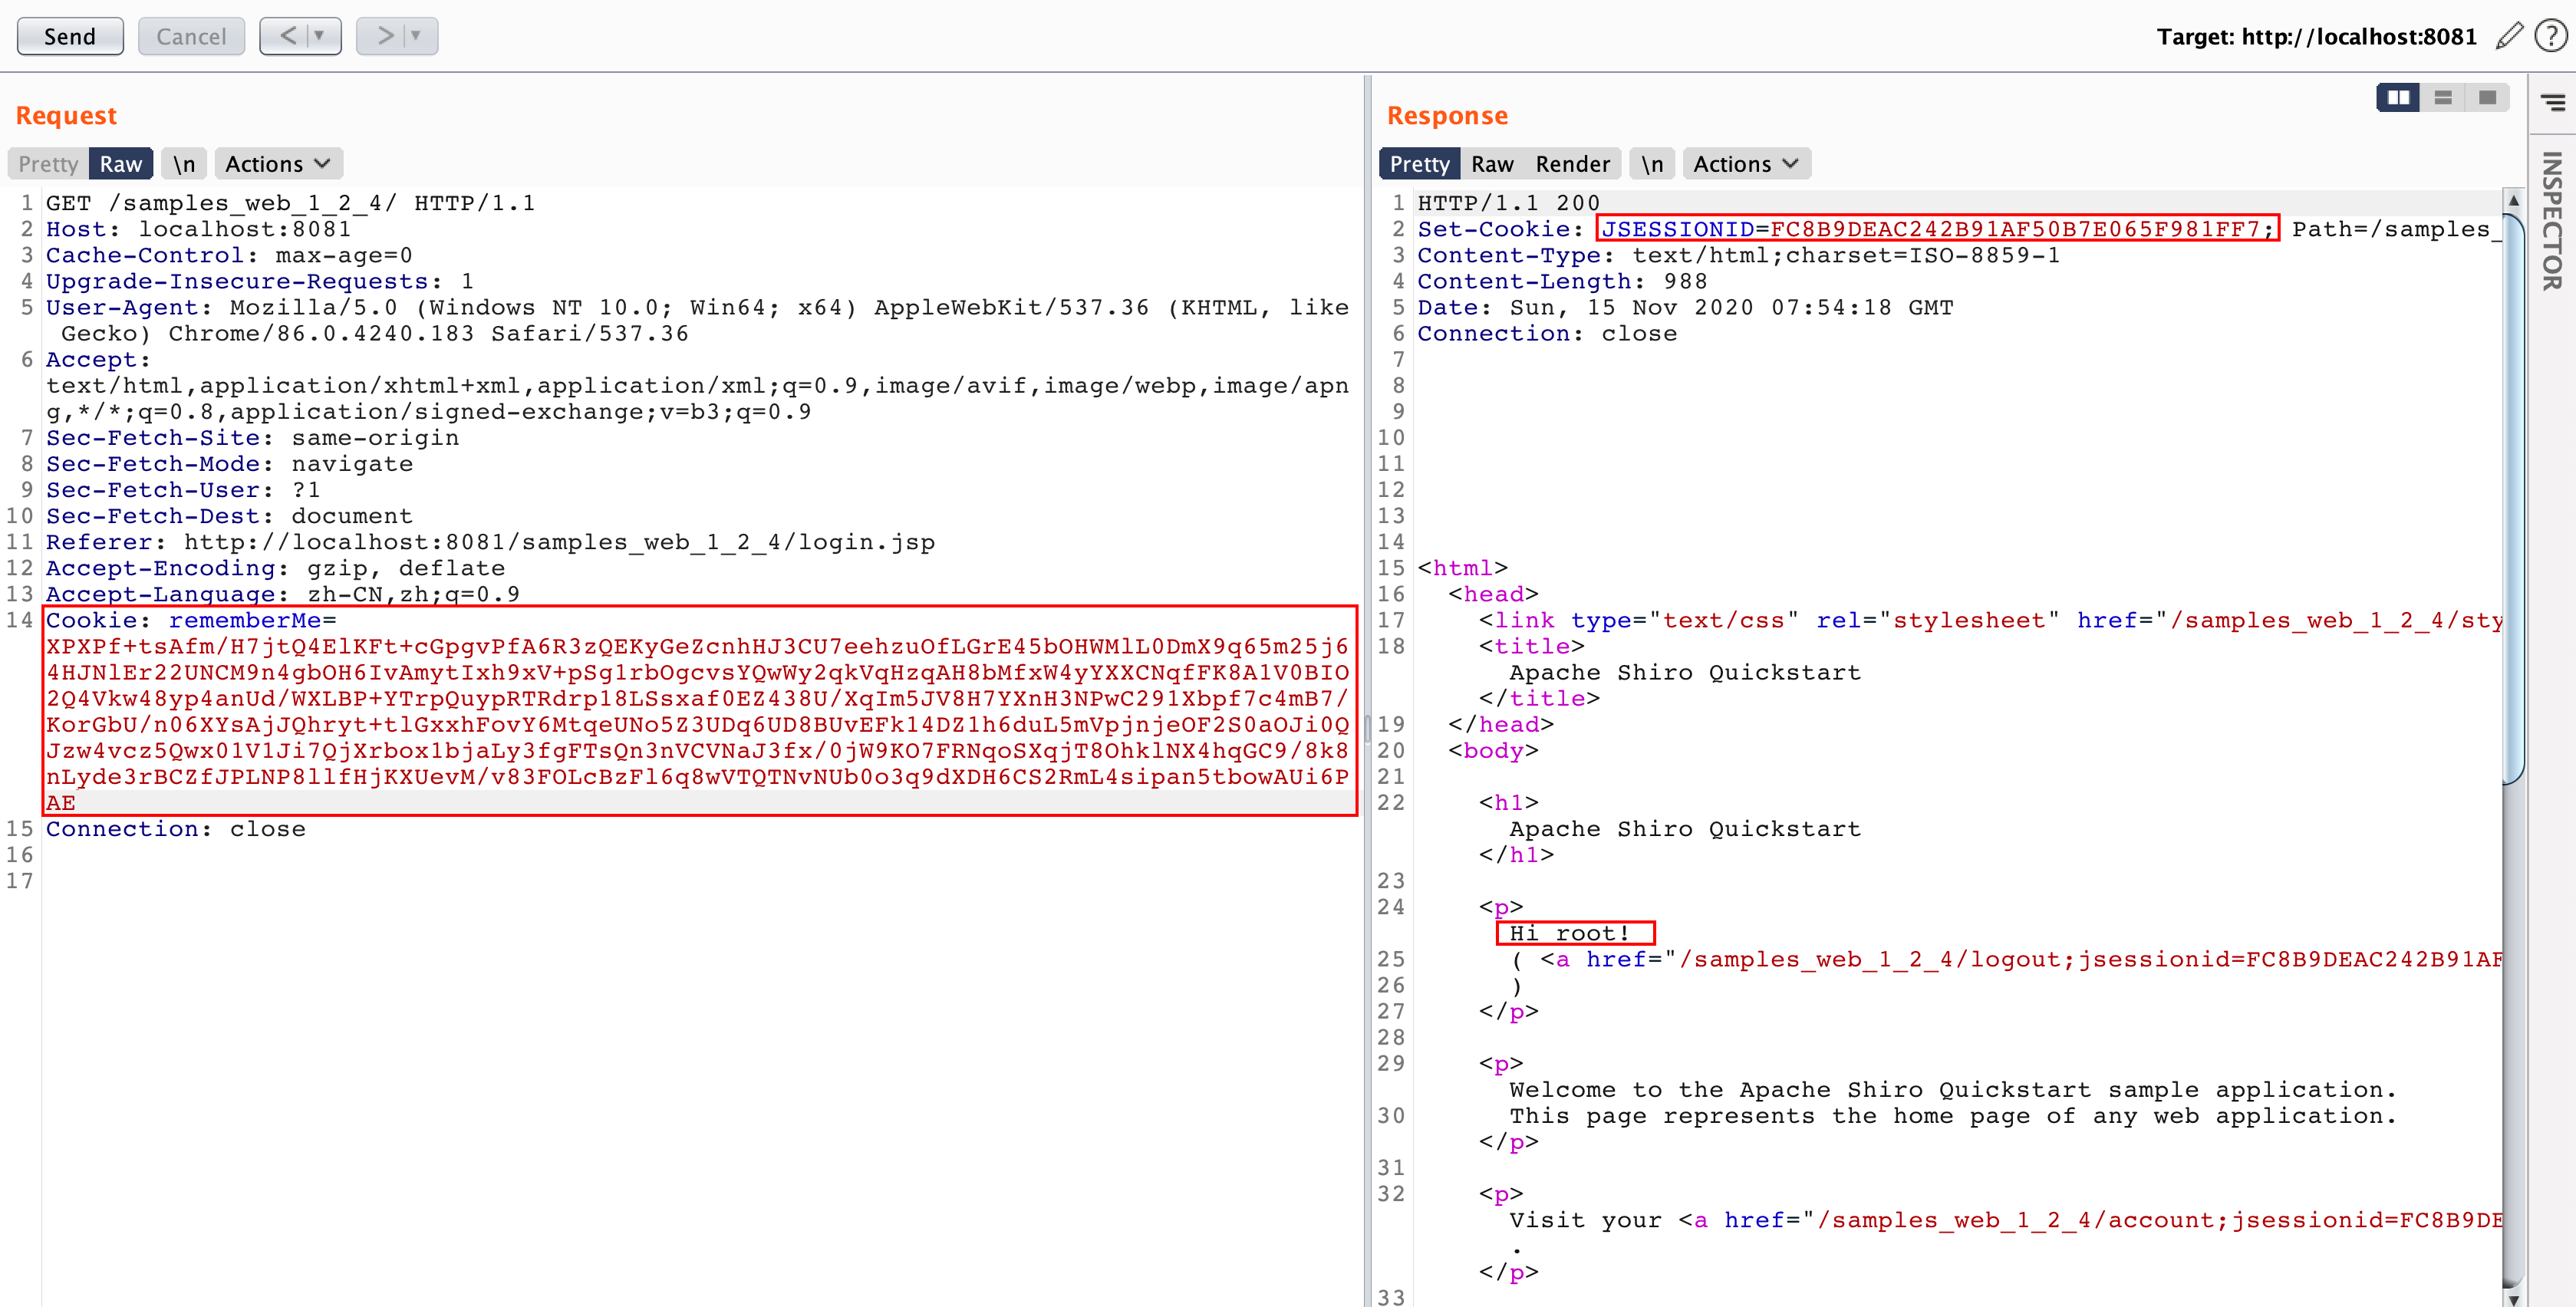 Send
Cancel
<
>
Target: http://localhost:8081
?
Request
Pretty Raw \n Actions
1 GET /samples_web_1_2_4/ HTTP/1.1
2 Host: localhost:8081
3 Cache-Control: max-age=0
4 Upgrade-Insecure-Requests: 1
5 User-Agent: Mozilla/5.0 (Windows NT 10.0; Win64; x64) AppleWebKit/537.36 (KHTML, like
Gecko) Chrome/86.0.4240.183 Safari/537.36
6 Accept:
text/html,application/xhtml+xml,application/xml;q=0.9,image/avif,image/webp,image/apn
g,*/*;q=0.8,application/signed-exchange;v=b3;q=0.9
7 Sec-Fetch-Site: same-origin
8 Sec-Fetch-Mode: navigate
9 Sec-Fetch-User: ?1
10 Sec-Fetch-Dest: document
11 Referer: http://localhost:8081/samples_web_1_2_4/login.jsp
12 Accept-Encoding: gzip, deflate
13 Accept-Language: zh-CN,zh;q=0.9
14 Cookie: rememberMe=
XPXPf+tsAfm/H7jtQ4ElKFt+cGpgvPfA6R3zQEKyGeZcnhHJ3CU7eehzuOfLGrE45bOHWMlL0DmX9q65m25j6
4HJNlEr22UNCM9n4gbOH6IvAmytIxh9xV+pSg1rbOgcvsYQwWy2qkVqHzqAH8bMfxW4yYXXCNqfFK8A1V0BIO
2Q4Vkw48yp4anUd/WXLBP+YTrpQuypRTRdrp18LSsxaf0EZ438U/XqIm5JV8H7YXnH3NPwC291Xbpf7c4mB7/
KorGbU/n06XYsAjJQhryt+tlGxxhFovY6MtqeUNo5Z3UDq6UD8BUvEFk14DZ1h6duL5mVpjnjeOF2S0aOJi0Q
Jzw4vcz5Qwx01V1Ji7QjXrbox1bjaLy3fgFTsQn3nVCVNaJ3fx/0jW9KO7FRNqoSXqjT8OhklNX4hqGC9/8k8
nLyde3rBCZfJPLNP8llfHjKXUevM/v83FOLcBzFl6q8wVTQTNvNUb0o3q9dXDH6CS2RmL4sipan5tbowAUi6P
AE
15 Connection: close
16
17
Response
Pretty Raw Render \n Actions
1 HTTP/1.1 200
2 Set-Cookie: JSESSIONID=FC8B9DEAC242B91AF50B7E065F981FF7; Path=/samples_
3 Content-Type: text/html;charset=ISO-8859-1
4 Content-Length: 988
5 Date: Sun, 15 Nov 2020 07:54:18 GMT
6 Connection: close
7
8
9
10
11
12
13
14
15 <html>
16 <head>
17 <link type="text/css" rel="stylesheet" href="/samples_web_1_2_4/sty
18 <title>
Apache Shiro Quickstart
</title>
19 </head>
20 <body>
21
22 <h1>
Apache Shiro Quickstart
</h1>
23
24 <p>
Hi root!
25 ( <a href="/samples_web_1_2_4/logout;jsessionid=FC8B9DEAC242B91AF
26 )
27 </p>
28
29 <p>
Welcome to the Apache Shiro Quickstart sample application.
30 This page represents the home page of any web application.
</p>
31
32 <p>
Visit your <a href="/samples_web_1_2_4/account;jsessionid=FC8B9DE
.
</p>
33
INSPECTOR